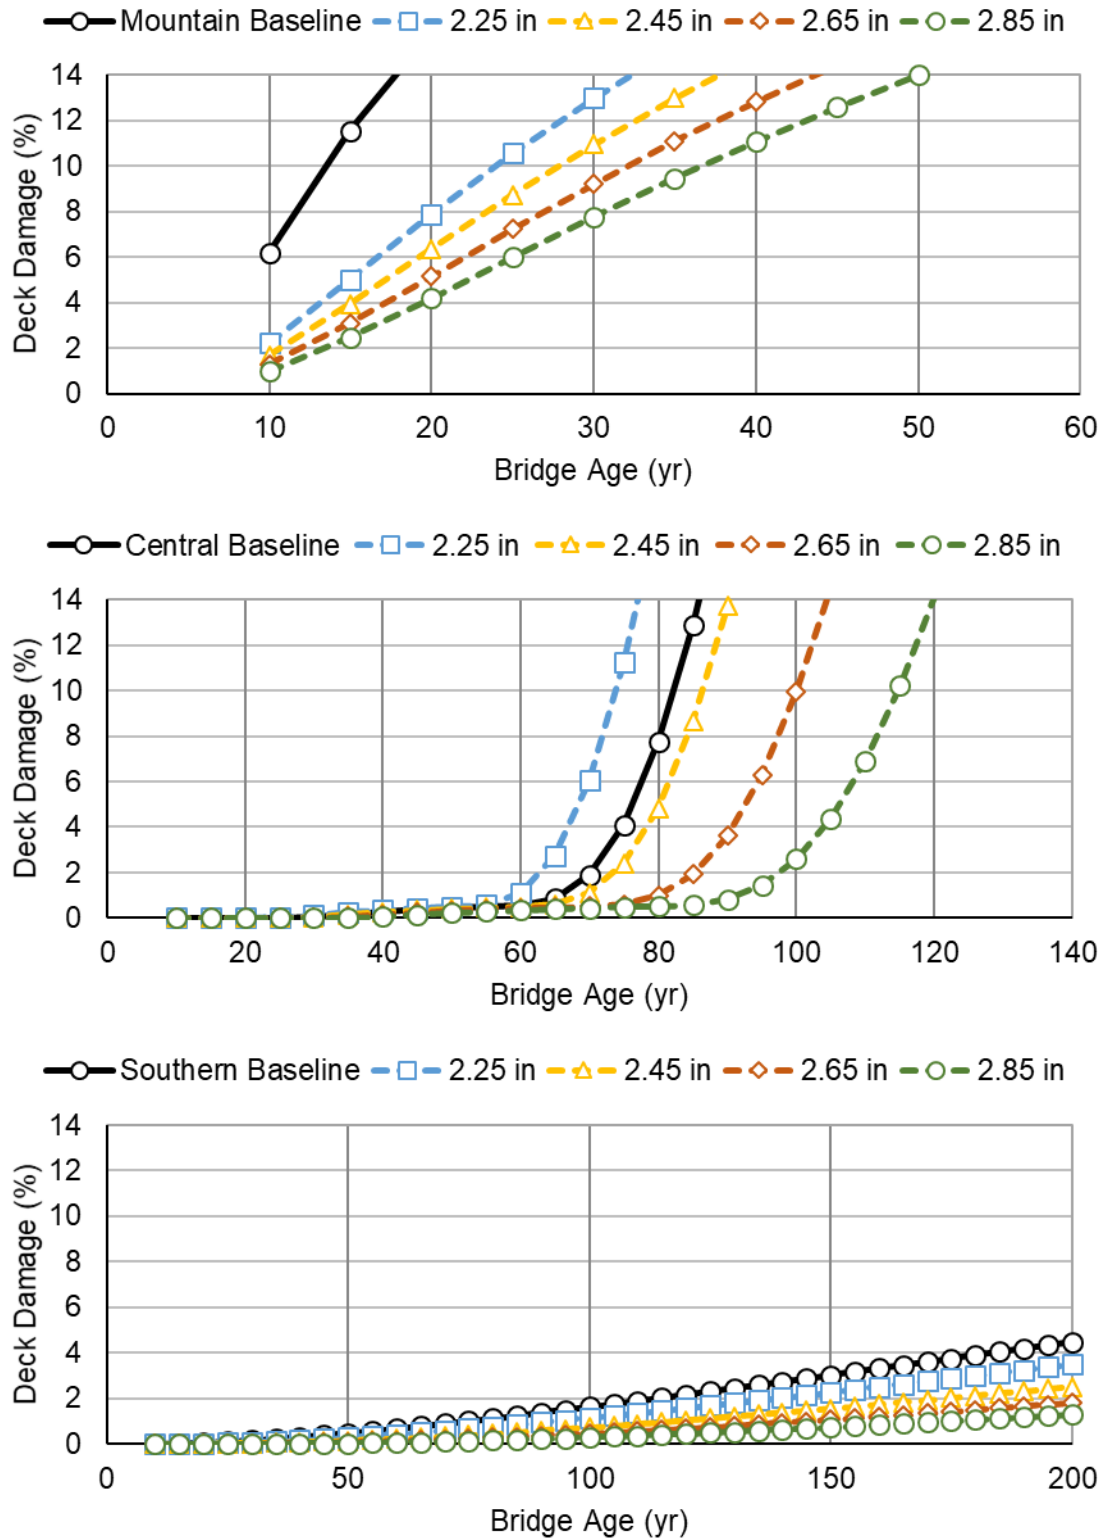 Mountain Baseline 2.25 in 2.45 in 2.65 in 2.85 in
14
12
10
8
6
4
2
0
Deck Damage (%)
0 10 20 30 40 50 60
Bridge Age (yr)
Central Baseline 2.25 in 2.45 in 2.65 in 2.85 in
14
12
10
8
6
4
2
0
Deck Damage (%)
0 20 40 60 80 100 120 140
Bridge Age (yr)
Southern Baseline 2.25 in 2.45 in 2.65 in 2.85 in
14
12
10
8
6
4
2
0
Deck Damage (%)
0 50 100 150 200
Bridge Age (yr)